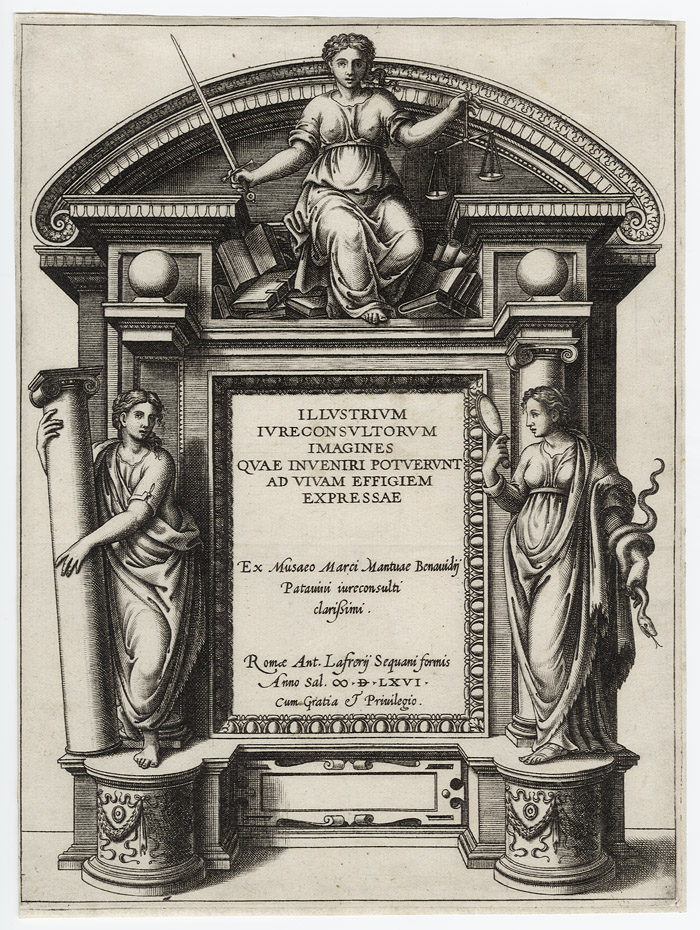 ILLVSTRIVM
IVRECONSVLTORVM
IMAGINES
QVAE INVENIRI POTVERVNT
AD VIVAM EFFIGIEM
EXPRESSAE
Ex Musaeo Marci Mantuae Benauidij
Patauini iureconsulti
clarißimi.
Romæ Ant. Lafrerij Sequani formis
Anno Sal. ∞·D·LXVI·
Cum Gratia & Priuilegio.